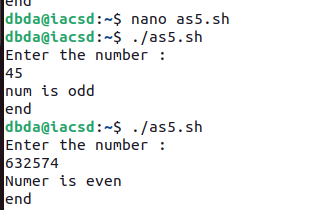 end
dbda@iacsd:~$ nano as5.sh
dbda@iacsd:~$ ./as5.sh
Enter the number :
45
num is odd
end
dbda@iacsd:~$ ./as5.sh
Enter the number :
632574
Numer is even
end